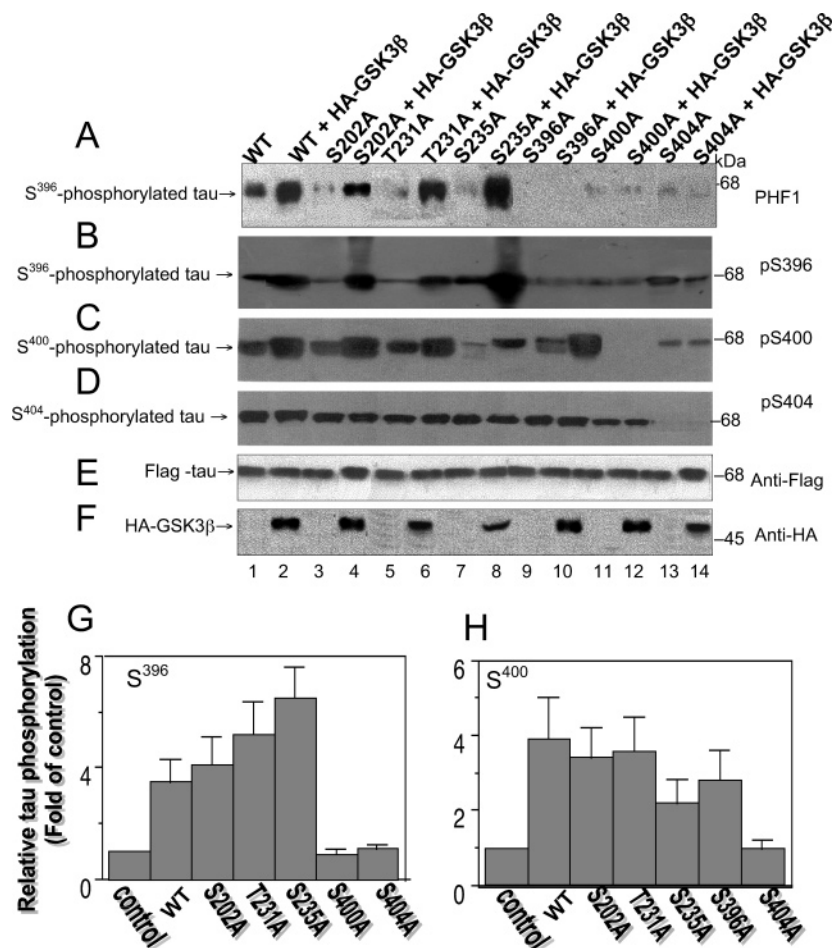 A
WT
WT + HA-GSK3β
S202A
S202A + HA-GSK3β
T231A
T231A + HA-GSK3β
S235A
S235A + HA-GSK3β
S396A
S396A + HA-GSK3β
S400A
S400A + HA-GSK3β
S404A
S404A + HA-GSK3β
kDa
S396-phosphorylated tau→
–68
PHF1
B
S396-phosphorylated tau →
–68
pS396
C
S400-phosphorylated tau→
–68
pS400
D
S404-phosphorylated tau →
–68
pS404
E
Flag -tau→
–68
Anti-Flag
F
HA-GSK3β→
–45
Anti-HA
1 2 3 4 5 6 7 8 9 10 11 12 13 14
G
Relative tau phosphorylation
(Fold of control)
8
4
0
S396
control
WT
S202A
T231A
S235A
S400A
S404A
H
6
4
2
0
S400
control
WT
S202A
T231A
S235A
S396A
S404A